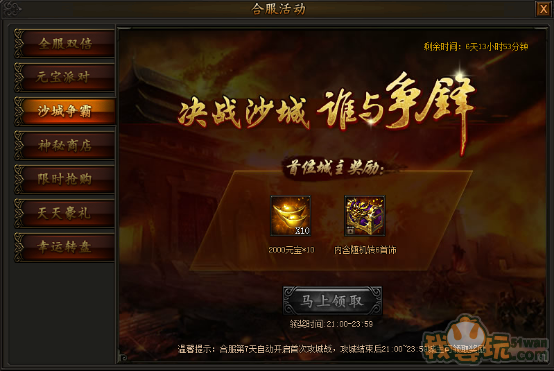 合服活动
全服双倍
元宝派对
沙城争霸
神秘商店
限时抢购
天天豪礼
幸运转盘
剩余时间：6天13小时53分钟
决战沙城 谁与争锋
首位城主奖励：
X10
2000元宝*10
内含随机转6首饰
马上领取
领奖时间：21:00-23:59
温馨提示：合服第7天自动开启首次攻城战，攻城结束后21:00~23:59
我要玩
51wan